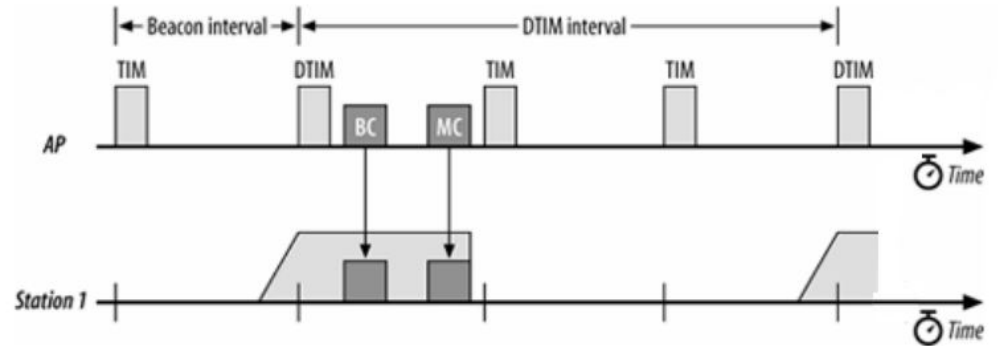 Beacon interval DTIM interval
TIM DTIM TIM TIM DTIM
BC MC
AP
Time
Station 1
Time